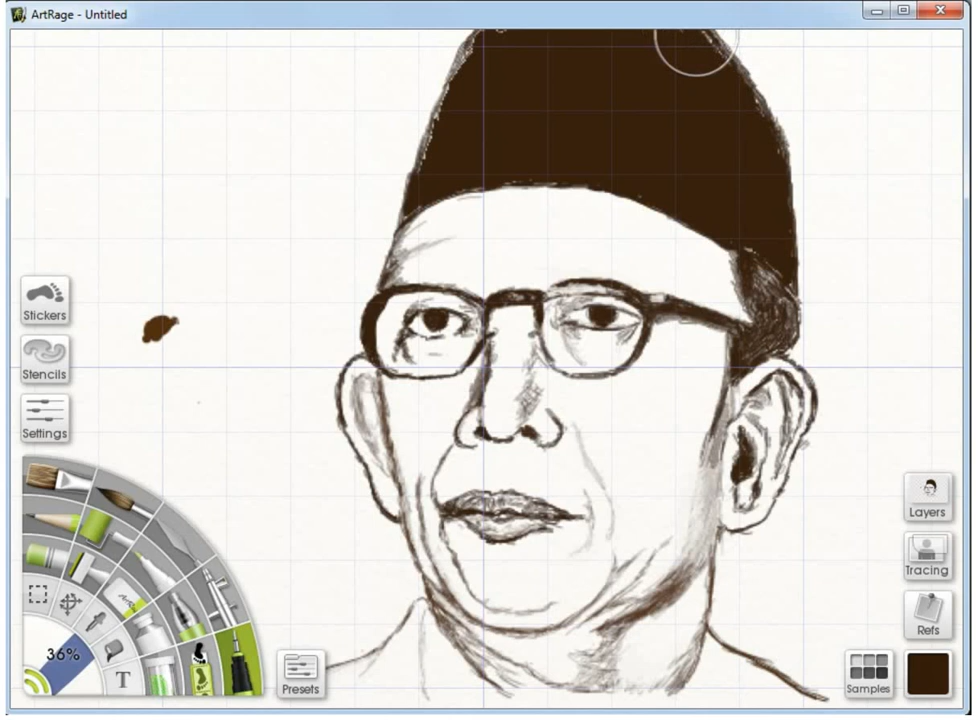 ArtRage - Untitled
Stickers
Stencils
Settings
36%
T
Presets
Layers
Tracing
Refs
Samples